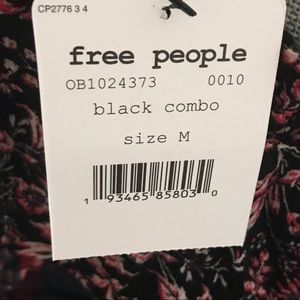 CP2776 3 4
free people
OB1024373 0010
black combo
size M
1 93465 85803 0